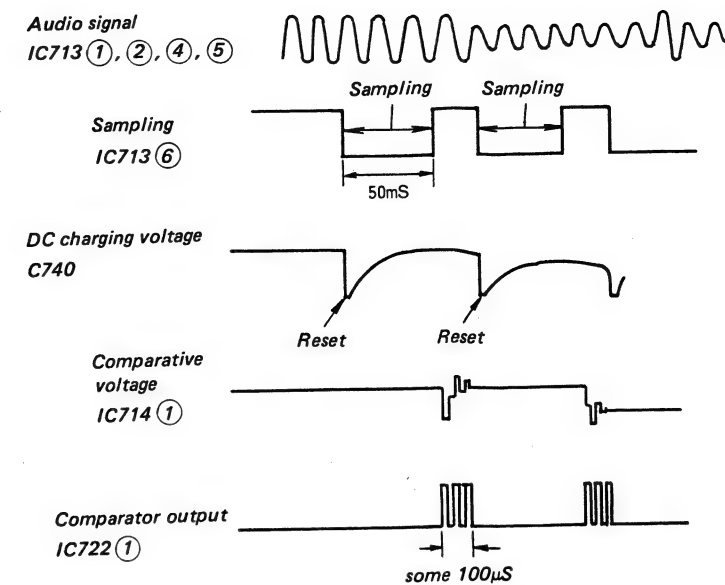 Audio signal
IC713 ①, ②, ④, ⑤
Sampling Sampling
Sampling
IC713 ⑥
50mS
DC charging voltage
C740
Reset Reset
Comparative
voltage
IC714 ①
Comparator output
IC722 ①
some 100μS